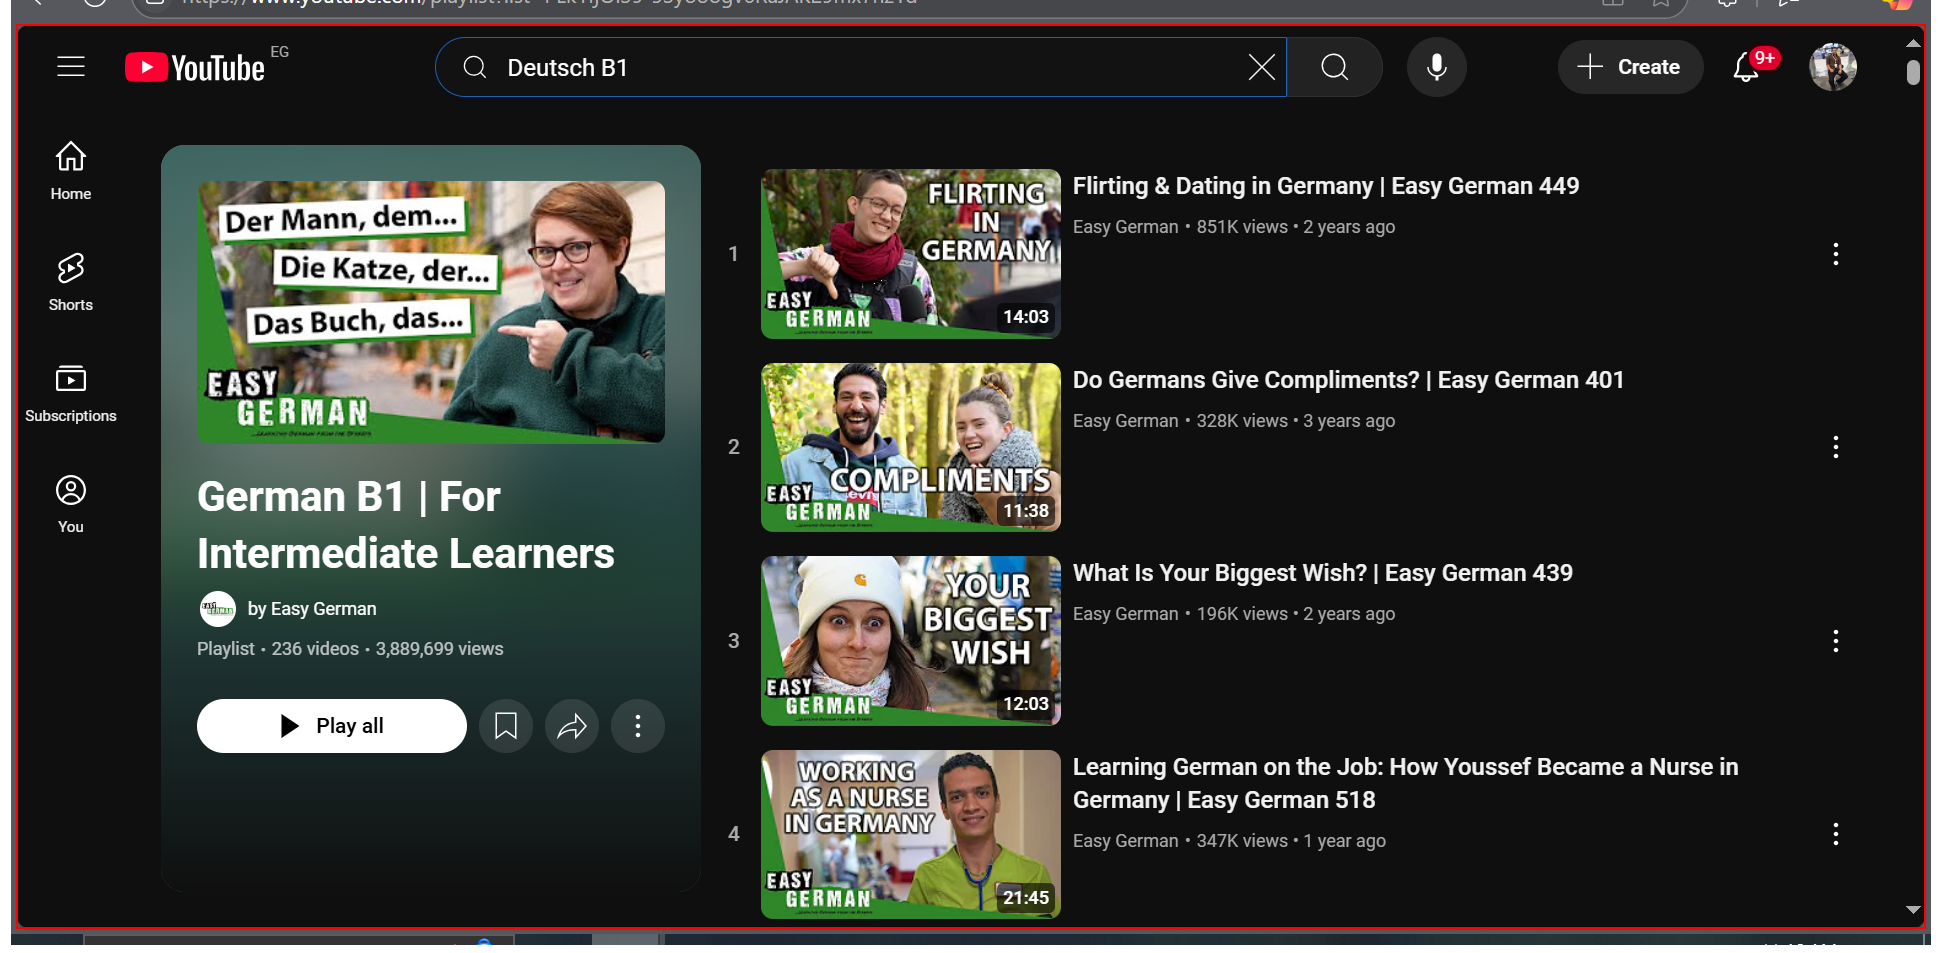 YouTube EG
Deutsch B1
Create
9+
Home
Shorts
Subscriptions
You
Der Mann, dem...
Die Katze, der...
Das Buch, das...
EASY
GERMAN
German B1 | For
Intermediate Learners
by Easy German
Playlist • 236 videos • 3,889,699 views
Play all
1
FLIRTING
IN
GERMANY
EASY
GERMAN
14:03
Flirting & Dating in Germany | Easy German 449
Easy German • 851K views • 2 years ago
2
COMPLIMENTS
EASY
GERMAN
11:38
Do Germans Give Compliments? | Easy German 401
Easy German • 328K views • 3 years ago
3
YOUR
BIGGEST
WISH
EASY
GERMAN
12:03
What Is Your Biggest Wish? | Easy German 439
Easy German • 196K views • 2 years ago
4
WORKING
AS A NURSE
IN GERMANY
EASY
GERMAN
21:45
Learning German on the Job: How Youssef Became a Nurse in
Germany | Easy German 518
Easy German • 347K views • 1 year ago